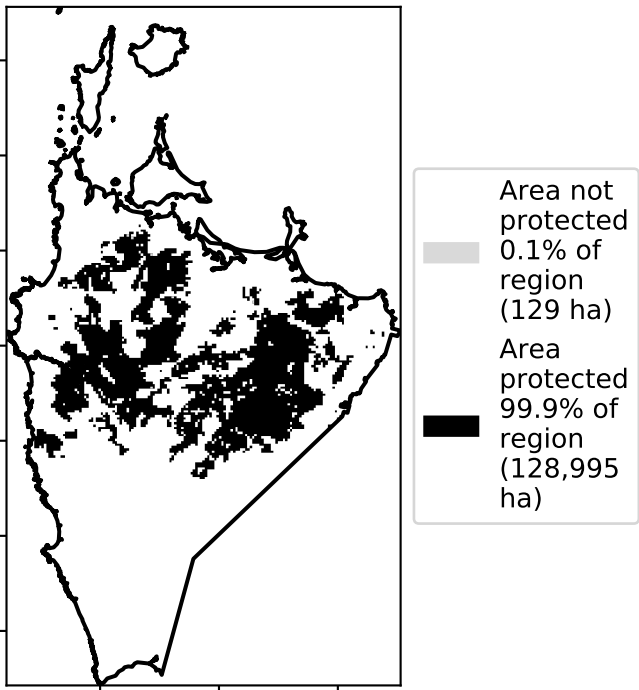 Area not
protected
0.1% of
region
(129 ha)
Area
protected
99.9% of
region
(128,995
ha)